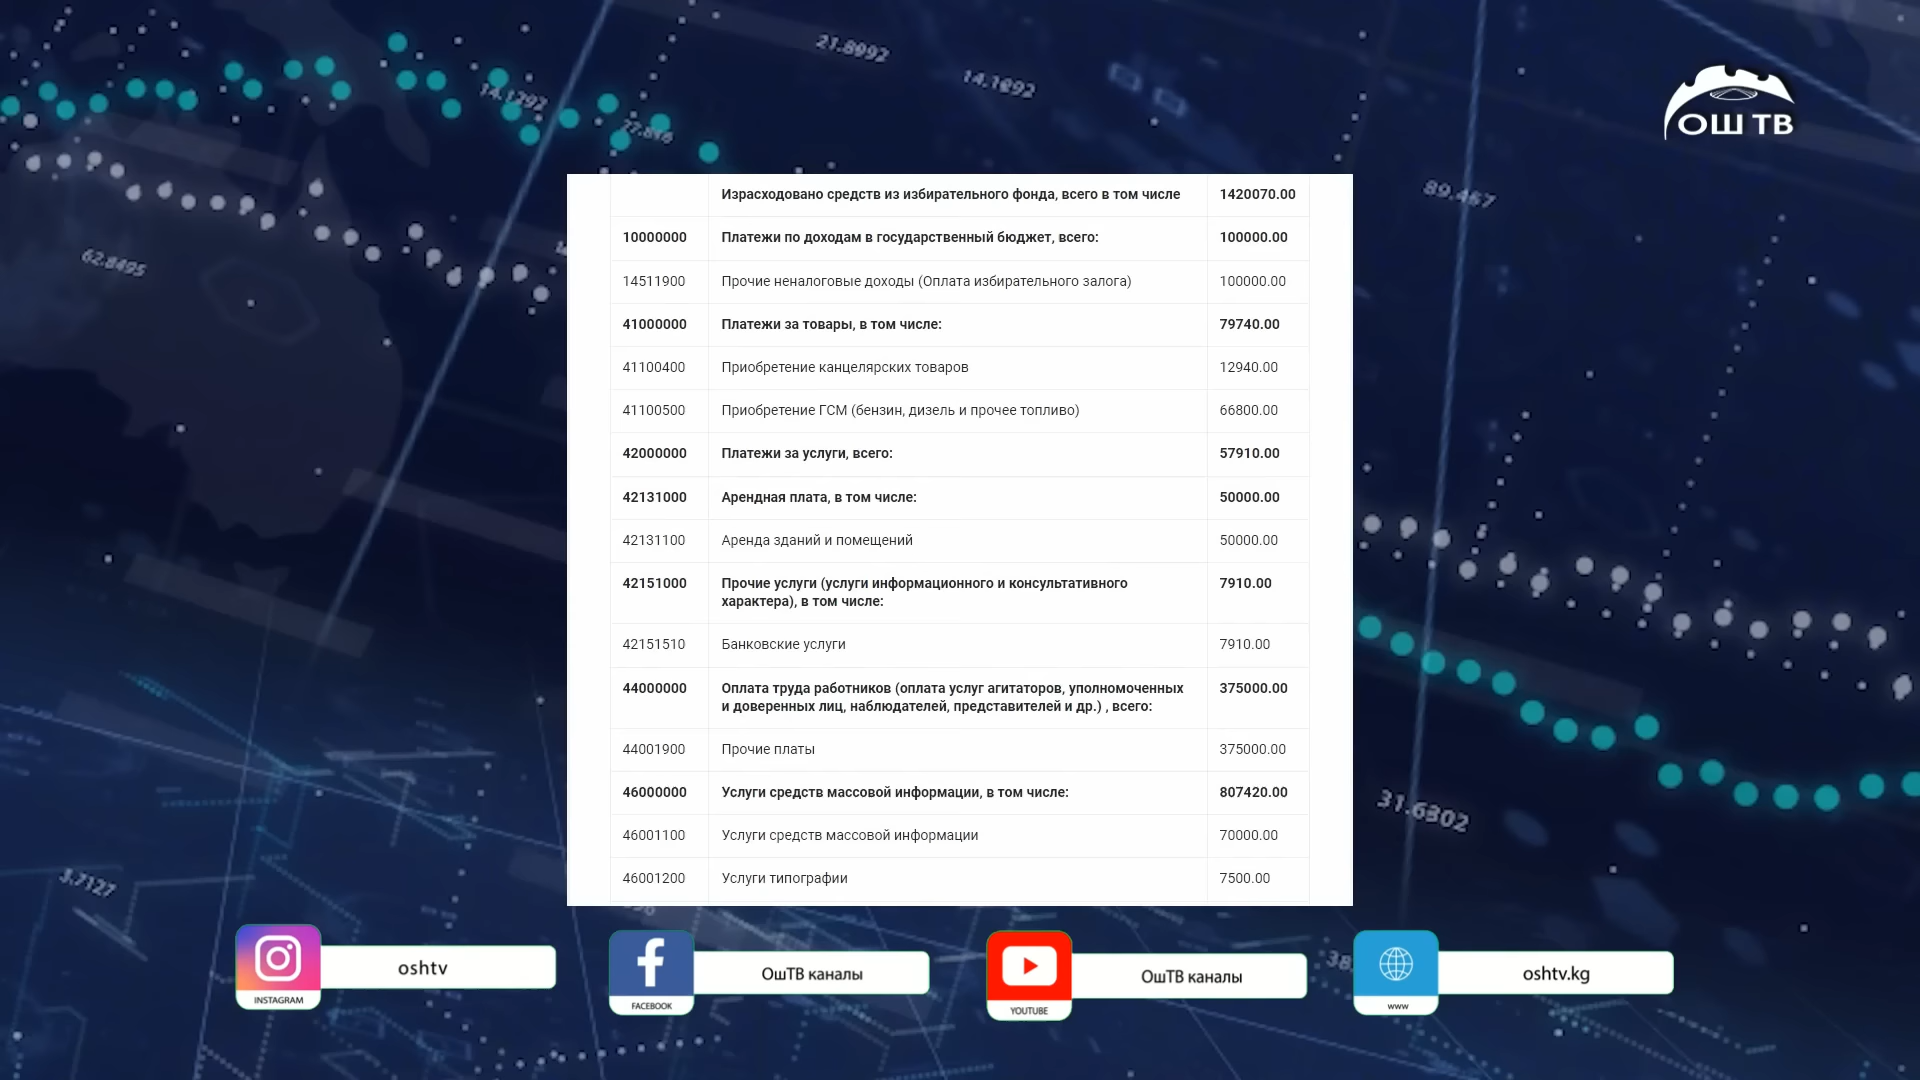 21.8992
14.1292
14.1292
27.816
ОШ ТВ
89.467
62.8495
Израсходовано средств из избирательного фонда, всего в том числе 1420070.00
10000000 Платежи по доходам в государственный бюджет, всего: 100000.00
14511900 Прочие неналоговые доходы (Оплата избирательного залога) 100000.00
41000000 Платежи за товары, в том числе: 79740.00
41100400 Приобретение канцелярских товаров 12940.00
41100500 Приобретение ГСМ (бензин, дизель и прочее топливо) 66800.00
42000000 Платежи за услуги, всего: 57910.00
42131000 Арендная плата, в том числе: 50000.00
42131100 Аренда зданий и помещений 50000.00
42151000 Прочие услуги (услуги информационного и консультативного 7910.00
характера), в том числе:
42151510 Банковские услуги 7910.00
44000000 Оплата труда работников (оплата услуг агитаторов, уполномоченных 375000.00
и доверенных лиц, наблюдателей, представителей и др.) , всего:
44001900 Прочие платы 375000.00
46000000 Услуги средств массовой информации, в том числе: 807420.00
46001100 Услуги средств массовой информации 70000.00
46001200 Услуги типографии 7500.00
31.6302
3.7127
oshtv
INSTAGRAM
ОшТВ каналы
FACEBOOK
ОшТВ каналы
YOUTUBE
oshtv.kg
www